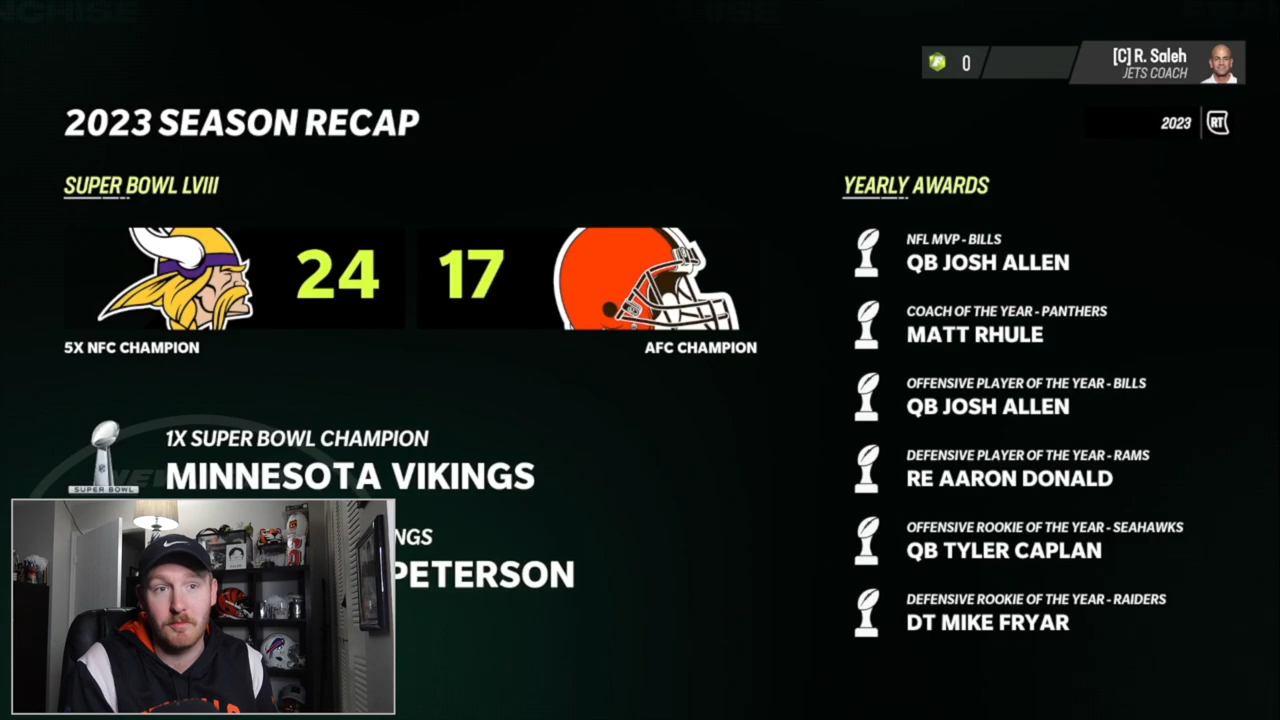 0
[C] R. Saleh
JETS COACH
2023 SEASON RECAP
2023
RT
SUPER BOWL LVIII
24
17
5X NFC CHAMPION
AFC CHAMPION
1X SUPER BOWL CHAMPION
MINNESOTA VIKINGS
SUPER BOWL
NGS
PETERSON
YEARLY AWARDS
NFL MVP - BILLS
QB JOSH ALLEN
COACH OF THE YEAR - PANTHERS
MATT RHULE
OFFENSIVE PLAYER OF THE YEAR - BILLS
QB JOSH ALLEN
DEFENSIVE PLAYER OF THE YEAR - RAMS
RE AARON DONALD
OFFENSIVE ROOKIE OF THE YEAR - SEAHAWKS
QB TYLER CAPLAN
DEFENSIVE ROOKIE OF THE YEAR - RAIDERS
DT MIKE FRYAR